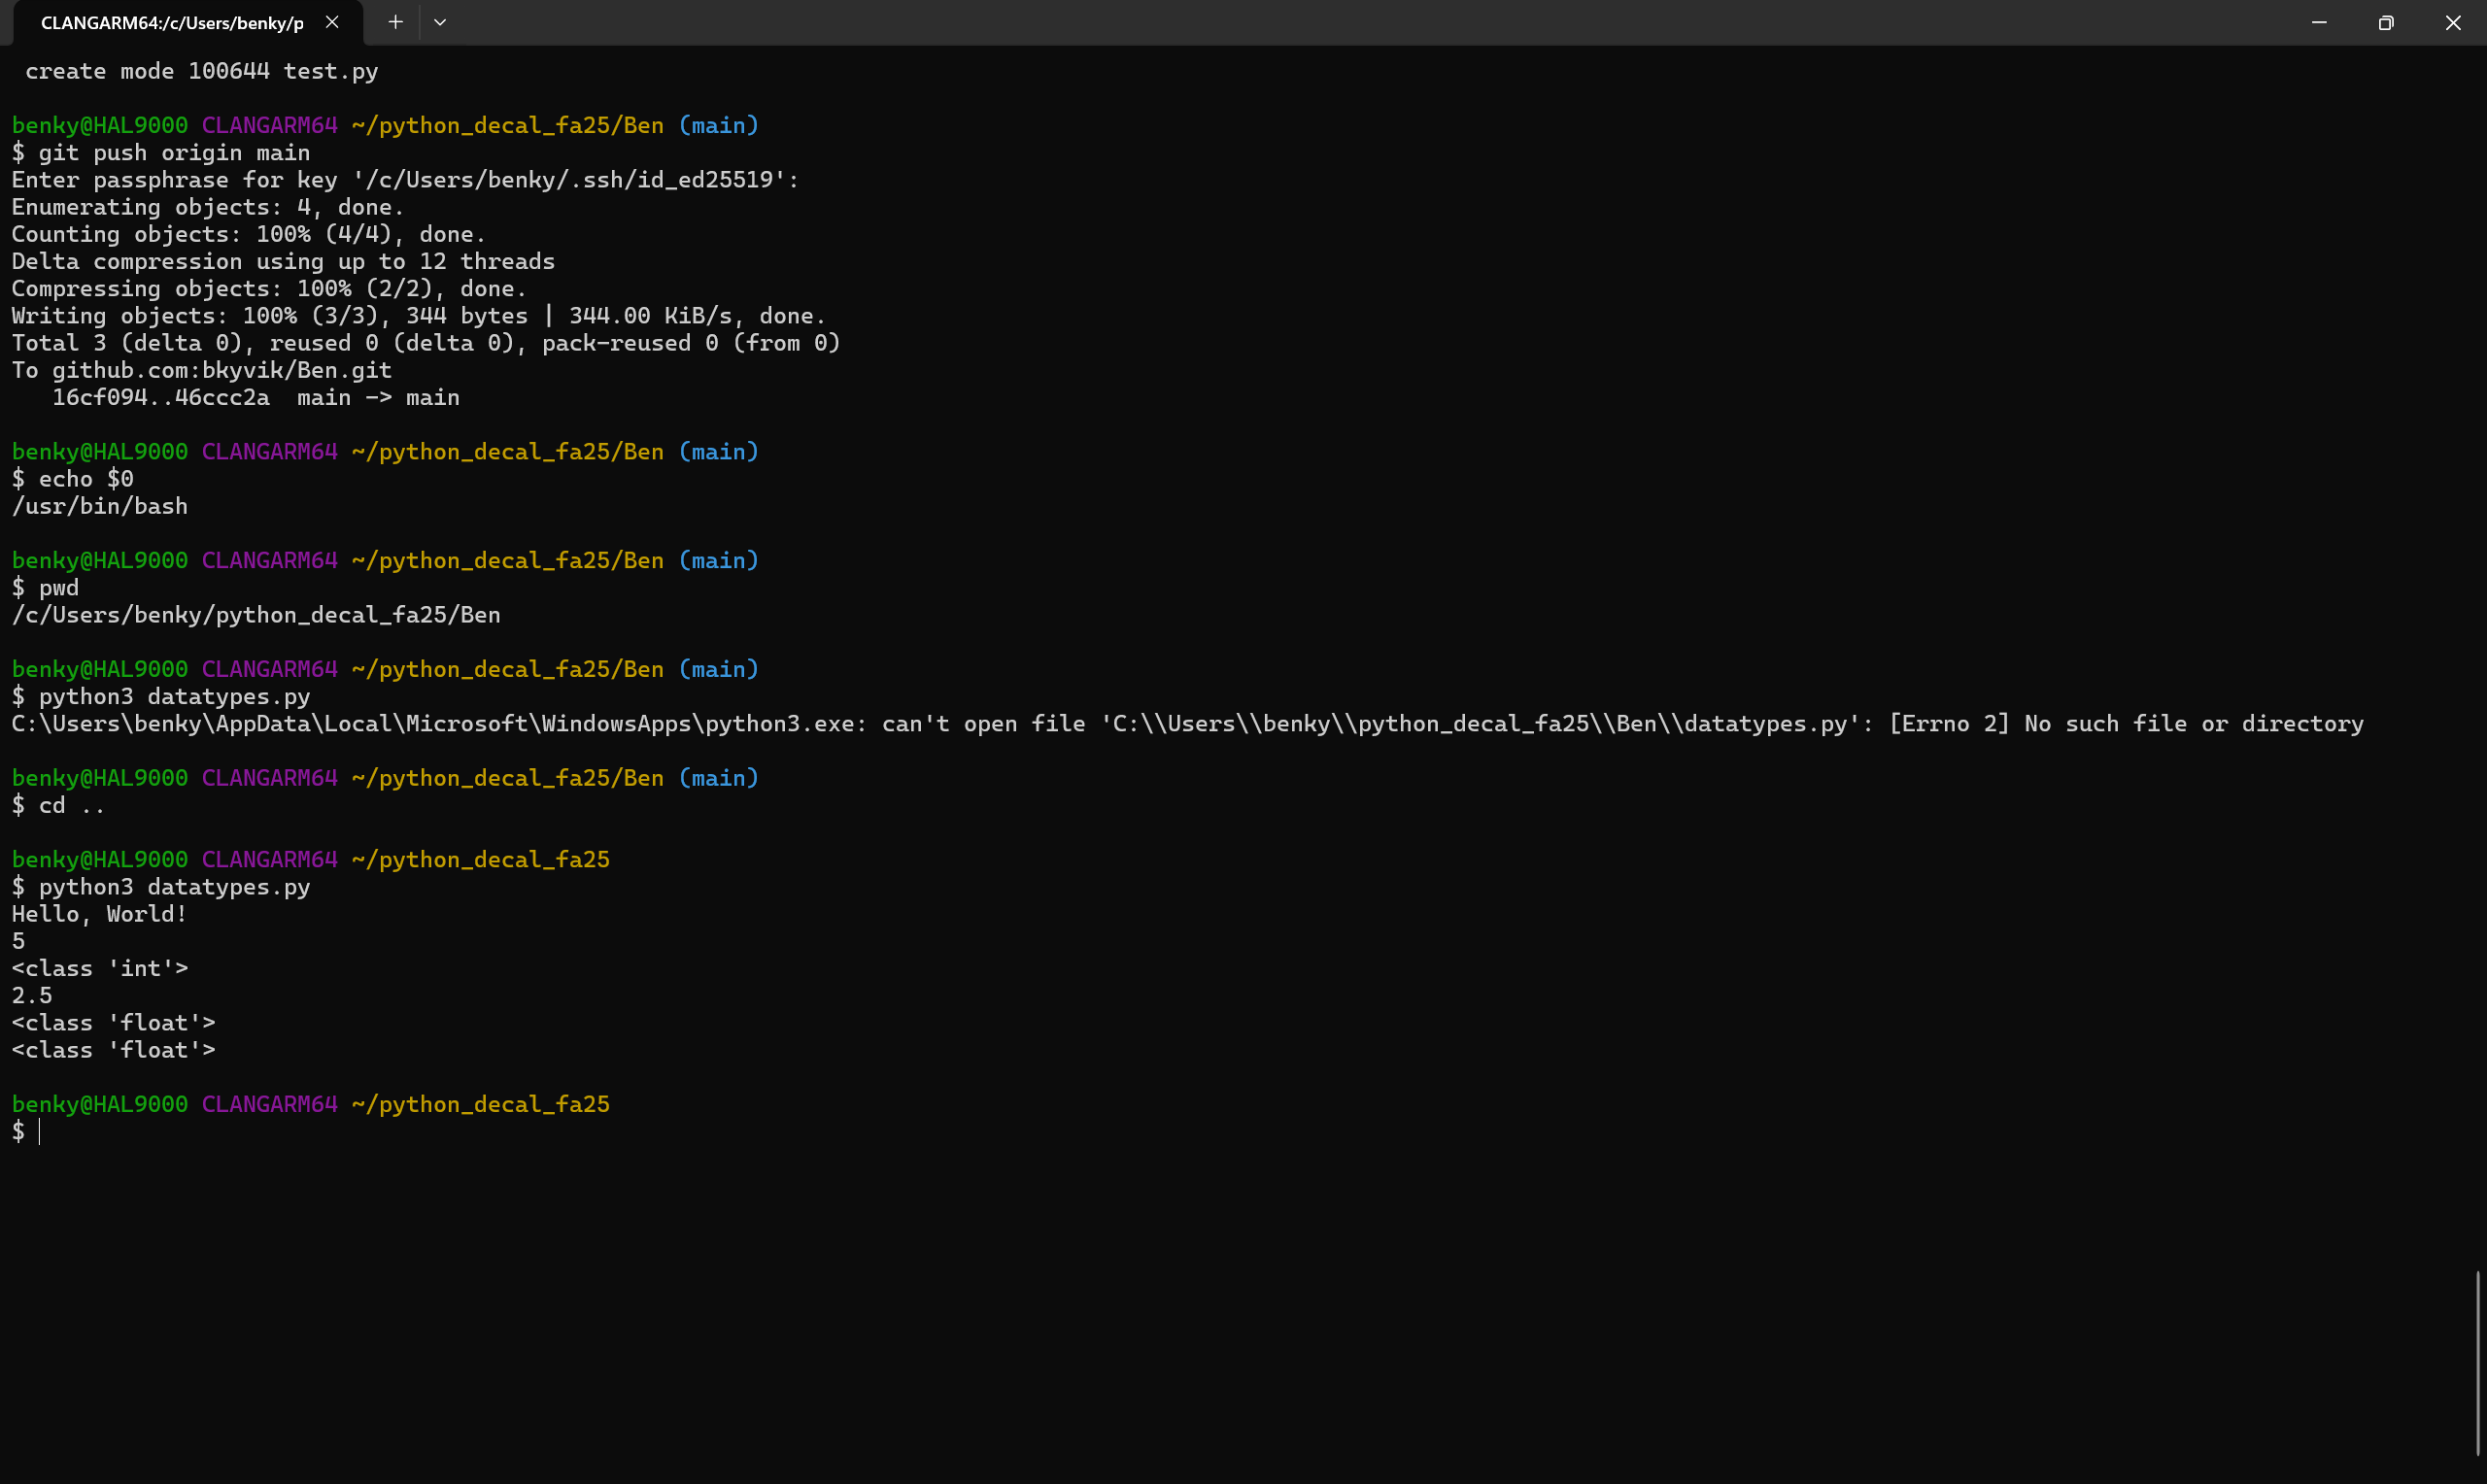 CLANGARM64:/c/Users/benky/p
create mode 100644 test.py
benky@HAL9000 CLANGARM64 ~/python_decal_fa25/Ben (main)
$ git push origin main
Enter passphrase for key '/c/Users/benky/.ssh/id_ed25519':
Enumerating objects: 4, done.
Counting objects: 100% (4/4), done.
Delta compression using up to 12 threads
Compressing objects: 100% (2/2), done.
Writing objects: 100% (3/3), 344 bytes | 344.00 KiB/s, done.
Total 3 (delta 0), reused 0 (delta 0), pack-reused 0 (from 0)
To github.com:bkyvik/Ben.git
16cf094..46ccc2a  main -> main
benky@HAL9000 CLANGARM64 ~/python_decal_fa25/Ben (main)
$ echo $0
/usr/bin/bash
benky@HAL9000 CLANGARM64 ~/python_decal_fa25/Ben (main)
$ pwd
/c/Users/benky/python_decal_fa25/Ben
benky@HAL9000 CLANGARM64 ~/python_decal_fa25/Ben (main)
$ python3 datatypes.py
C:\Users\benky\AppData\Local\Microsoft\WindowsApps\python3.exe: can't open file 'C:\\Users\\benky\\python_decal_fa25\\Ben\\datatypes.py': [Errno 2] No such file or directory
benky@HAL9000 CLANGARM64 ~/python_decal_fa25/Ben (main)
$ cd ..
benky@HAL9000 CLANGARM64 ~/python_decal_fa25
$ python3 datatypes.py
Hello, World!
5
<class 'int'>
2.5
<class 'float'>
<class 'float'>
benky@HAL9000 CLANGARM64 ~/python_decal_fa25
$